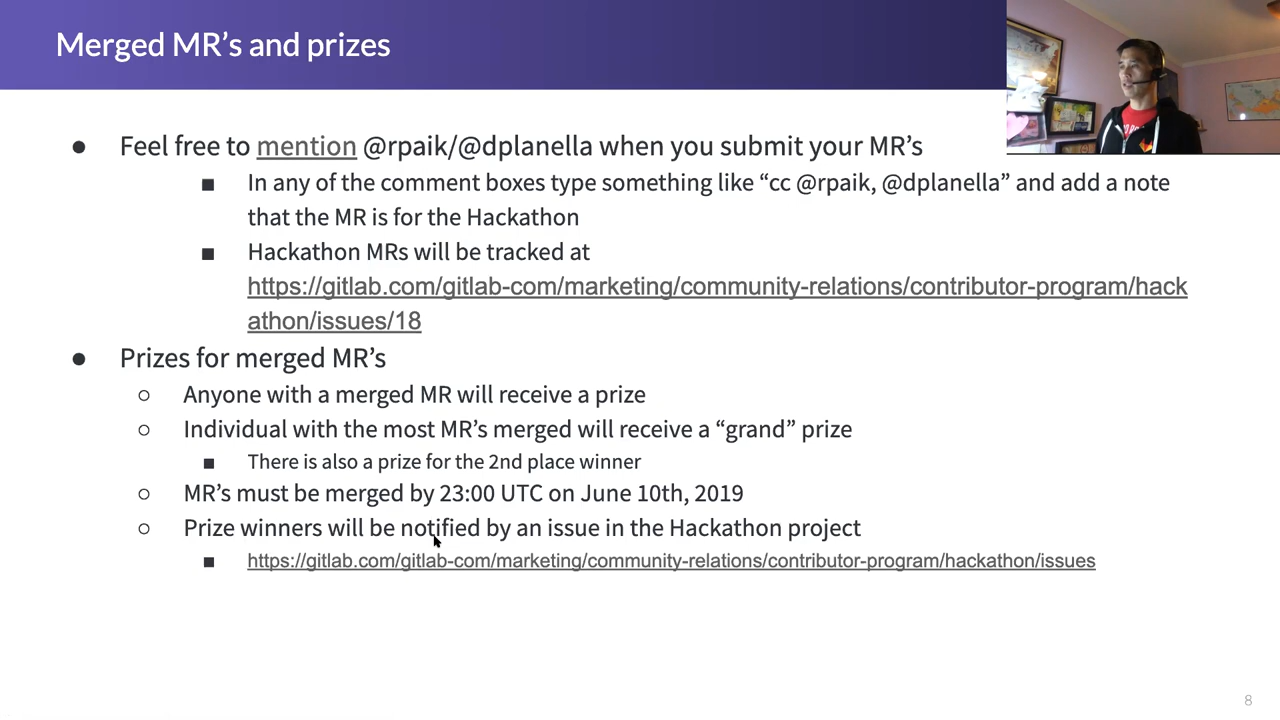 Merged MR’s and prizes
● Feel free to mention @rpaik/@dplanella when you submit your MR’s
■ In any of the comment boxes type something like “cc @rpaik, @dplanella” and add a note
that the MR is for the Hackathon
■ Hackathon MRs will be tracked at
https://gitlab.com/gitlab-com/marketing/community-relations/contributor-program/hack
athon/issues/18
● Prizes for merged MR’s
○ Anyone with a merged MR will receive a prize
○ Individual with the most MR’s merged will receive a “grand” prize
■ There is also a prize for the 2nd place winner
○ MR’s must be merged by 23:00 UTC on June 10th, 2019
○ Prize winners will be notified by an issue in the Hackathon project
■ https://gitlab.com/gitlab-com/marketing/community-relations/contributor-program/hackathon/issues
8